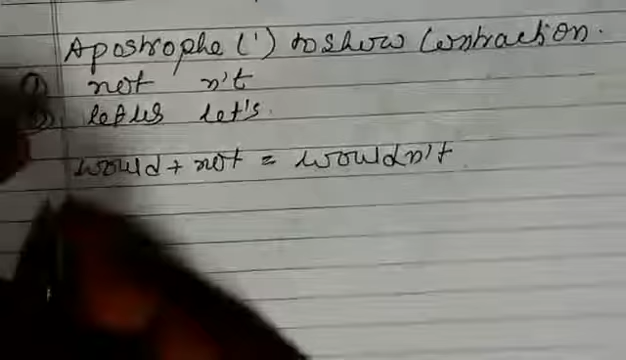 Apostrophe (') to show Contraction.
① not n't
② let us let's.
would + not = wouldn't